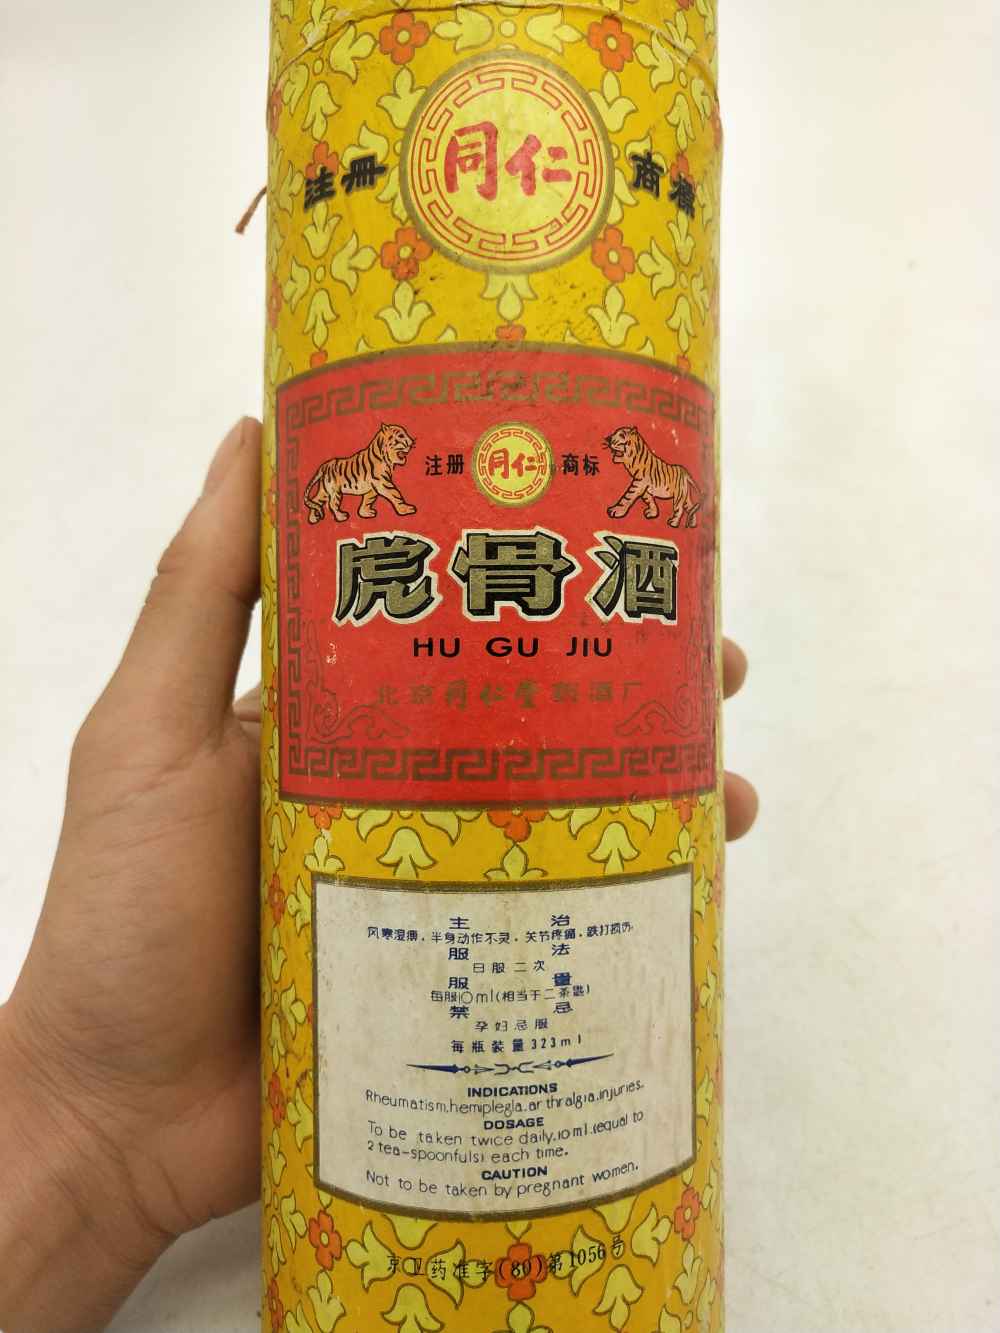 同仁
注册 商标
注册 同仁 商标
虎骨酒
HU GU JIU
北京同仁堂制酒厂
主治
风寒湿痹，半身动作不灵，关节疼痛，跌打损伤。
服法
日服二次
服量
每服10ml(相当于二茶匙)
禁忌
孕妇忌服
每瓶装量323ml
INDICATIONS
Rheumatism,hemiplegla,arthralgia,injuries.
DOSAGE
To be taken twice daily,10ml,(equal to
2 tea-spoonfuls) each time.
CAUTION
Not to be taken by pregnant women.
京卫药准字(80)第1056号